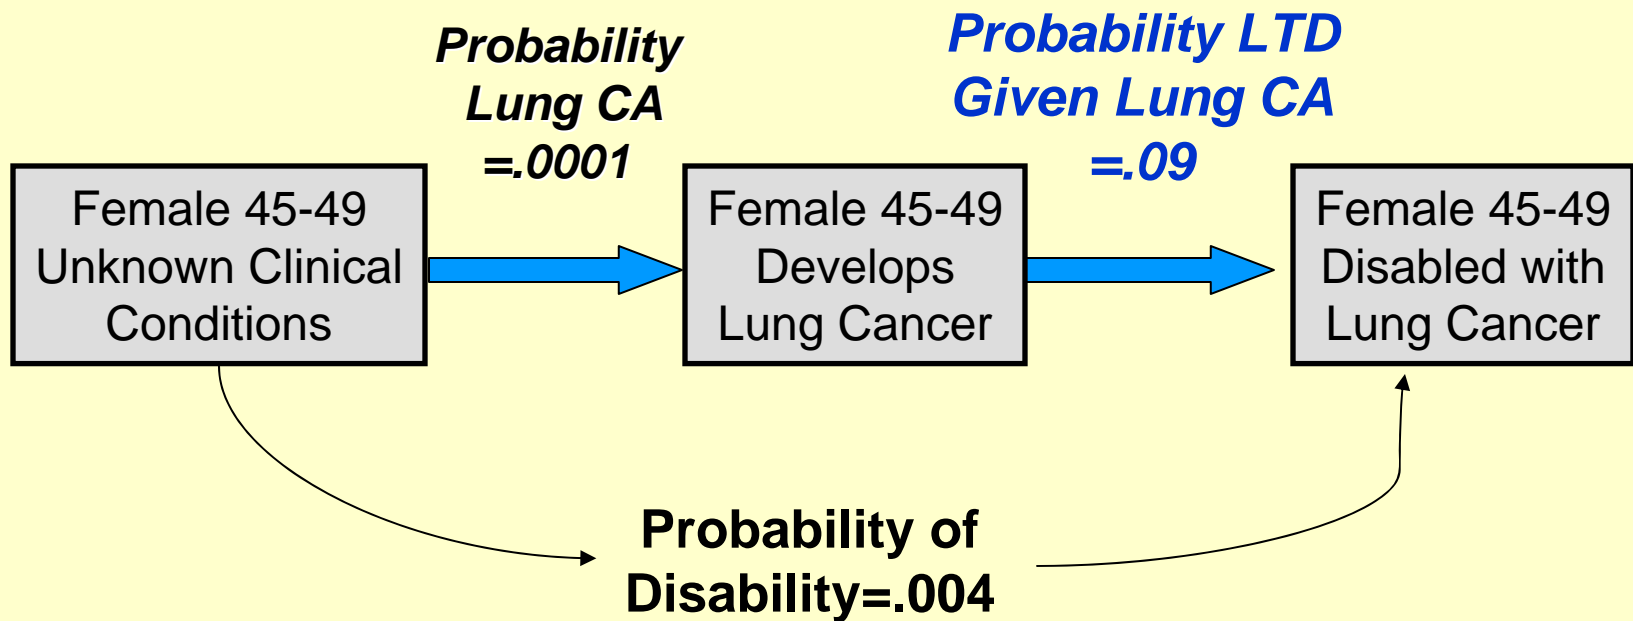 Probability
Lung CA
=.0001
Probability LTD
Given Lung CA
=.09
Female 45-49
Unknown Clinical
Conditions
Female 45-49
Develops
Lung Cancer
Female 45-49
Disabled with
Lung Cancer
Probability of
Disability=.004